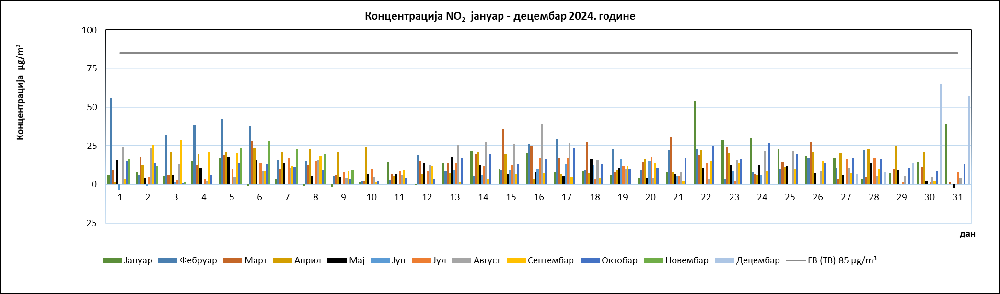 Концентрација NO₂ јануар - децембар 2024. године
Концентрација µg/m³
100
75
50
25
0
-25
1 2 3 4 5 6 7 8 9 10 11 12 13 14 15 16 17 18 19 20 21 22 23 24 25 26 27 28 29 30 31
дан
Јануар Фебруар Март Април Мај Јун Јул Август Септембар Октобар Новембар Децембар ГВ (ТВ) 85 µg/m³